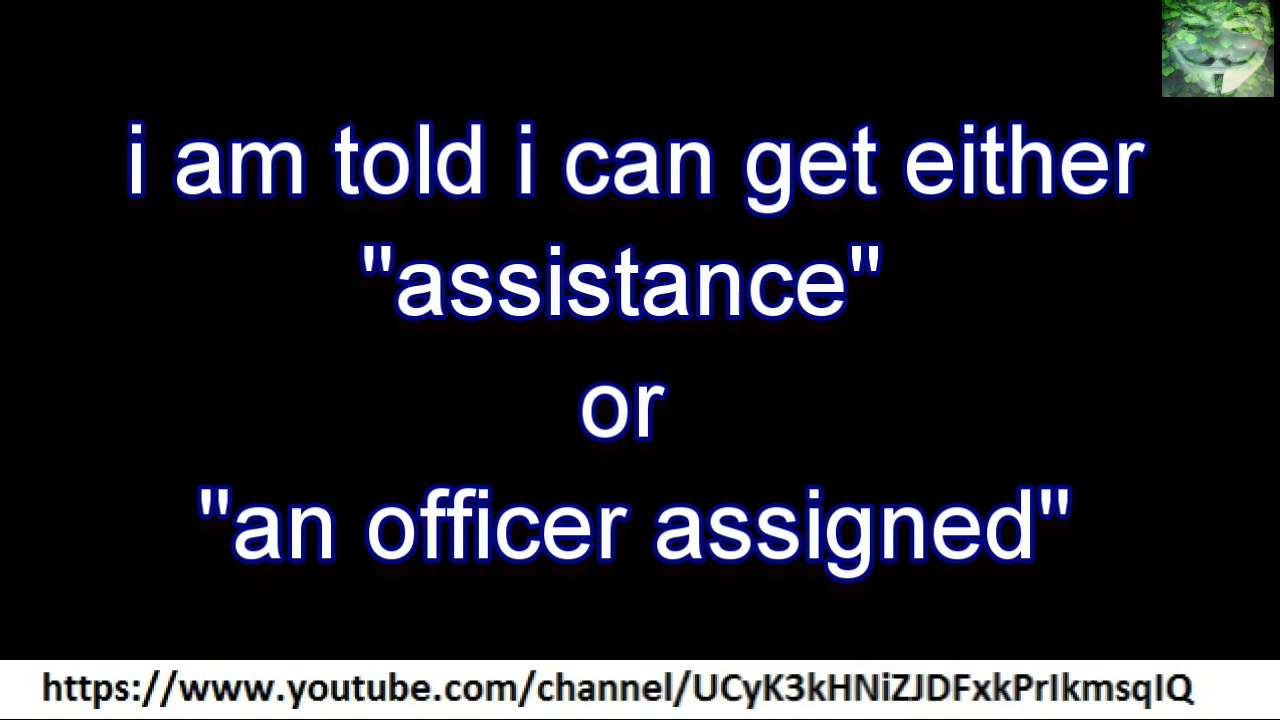 i am told i can get either
"assistance"
or
"an officer assigned"
https://www.youtube.com/channel/UCyK3kHNiZJDFxkPrIkmsqIQ